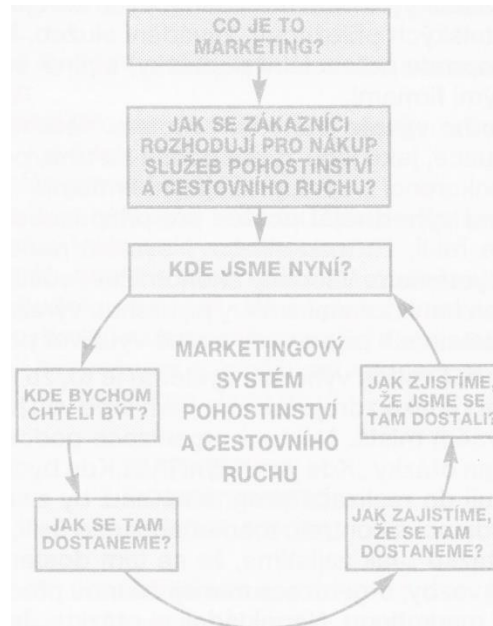 CO JE TO
MARKETING?
JAK SE ZÁKAZNÍCI
ROZHODUJÍ PRO NÁKUP
SLUŽEB POHOSTINSTVÍ
A CESTOVNÍHO RUCHU?
KDE JSME NYNÍ?
MARKETINGOVÝ
SYSTÉM
POHOSTINSTVÍ
A CESTOVNÍHO
RUCHU
KDE BYCHOM
CHTĚLI BÝT?
JAK SE TAM
DOSTANEME?
JAK ZAJISTÍME,
ŽE SE TAM
DOSTANEME?
JAK ZJISTÍME,
ŽE JSME SE
TAM DOSTALI?